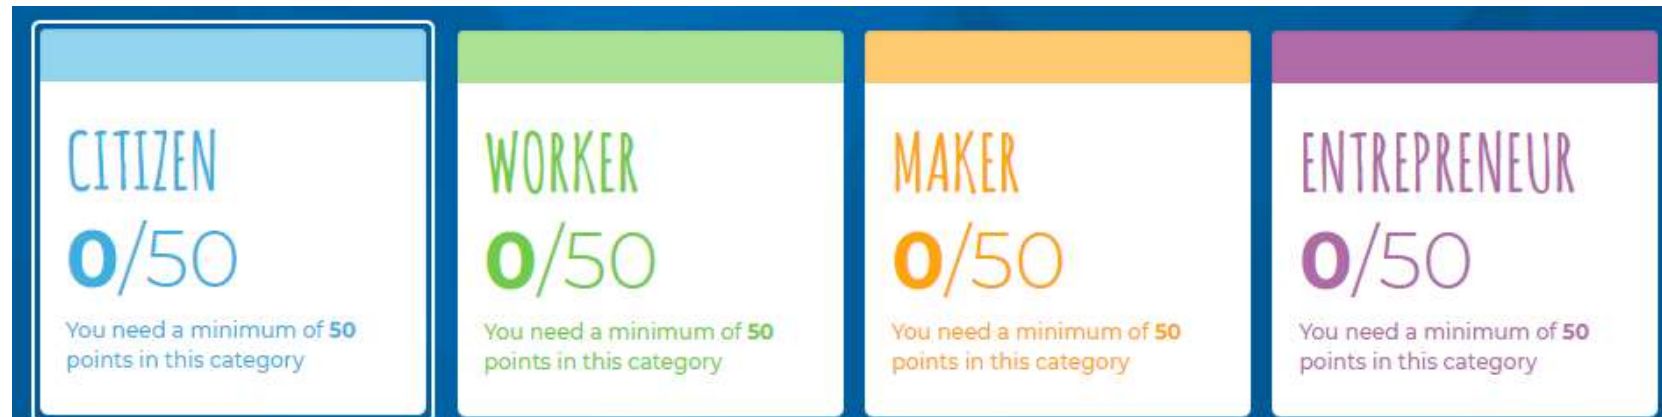 CITIZEN
0/50
You need a minimum of 50
points in this category
WORKER
0/50
You need a minimum of 50
points in this category
MAKER
0/50
You need a minimum of 50
points in this category
ENTREPRENEUR
0/50
You need a minimum of 50
points in this category